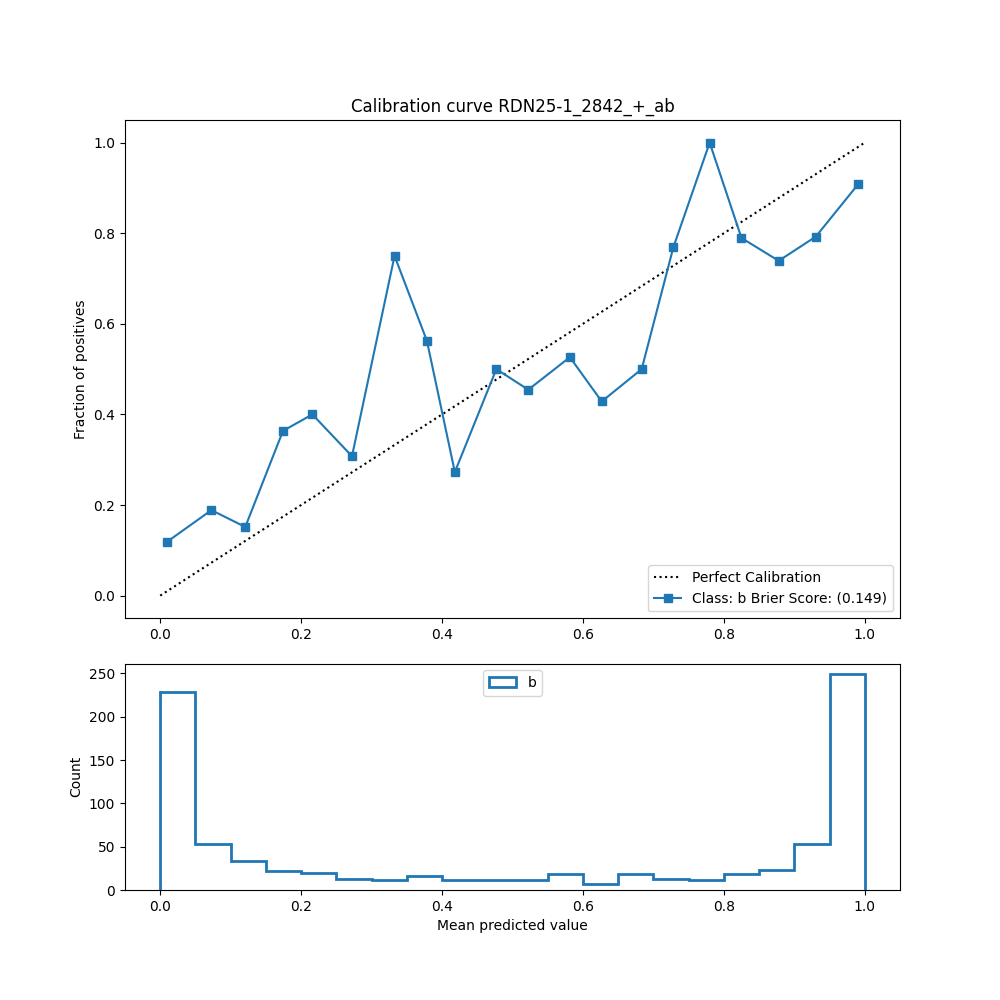 Calibration curve RDN25-1_2842_+_ab
1.0
0.8
0.6
0.4
0.2
0.0
Fraction of positives
Perfect Calibration
Class: b Brier Score: (0.149)
0.0 0.2 0.4 0.6 0.8 1.0
250
200
150
100
50
0
Count
b
0.0 0.2 0.4 0.6 0.8 1.0
Mean predicted value